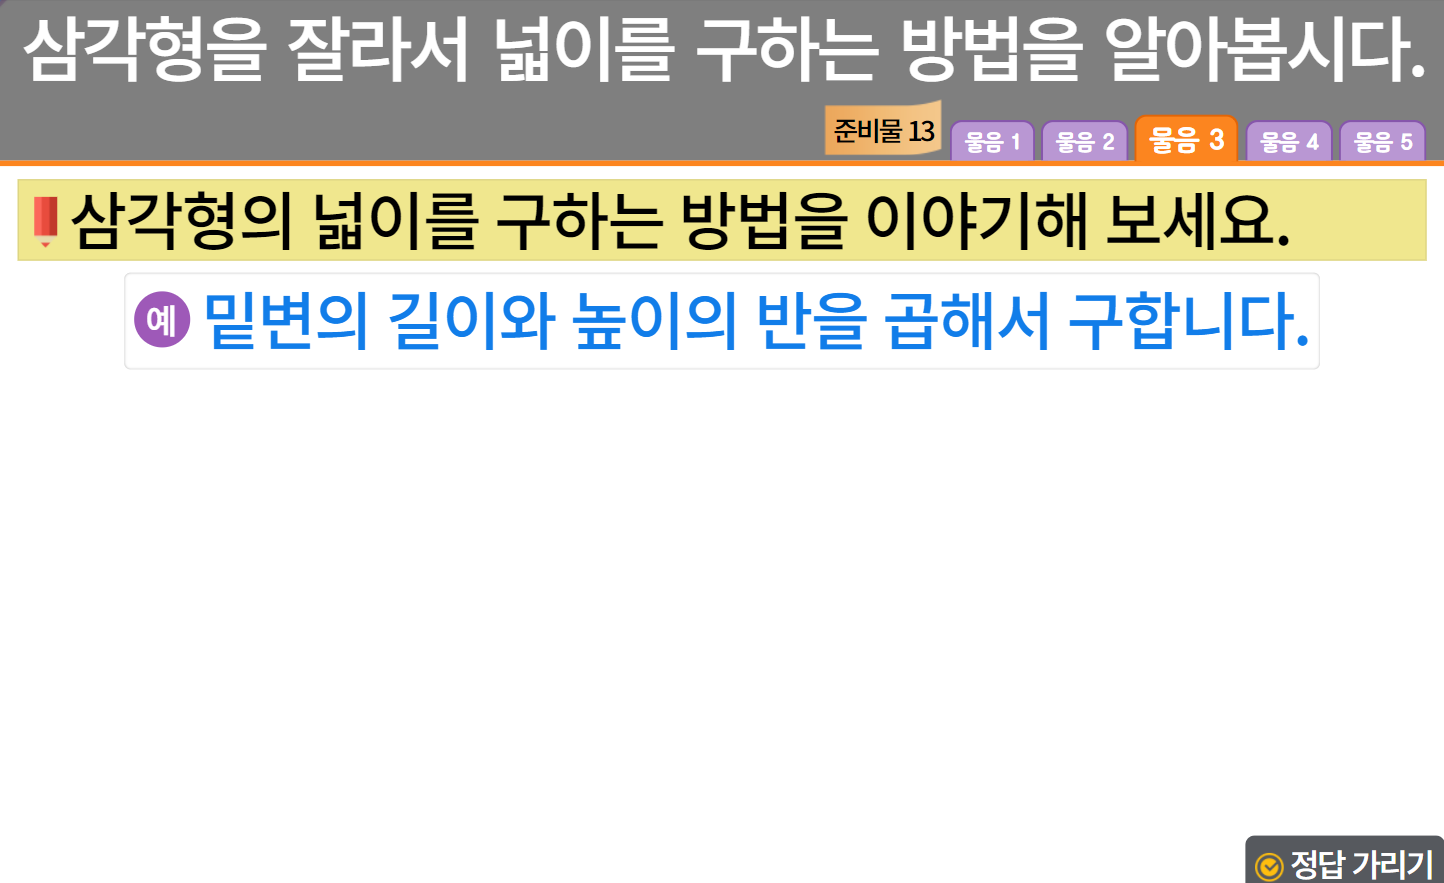 삼각형을 잘라서 넓이를 구하는 방법을 알아봅시다.
준비물 13 물음 1 물음 2 물음 3 물음 4 물음 5
삼각형의 넓이를 구하는 방법을 이야기해 보세요.
예 밑변의 길이와 높이의 반을 곱해서 구합니다.
정답 가리기